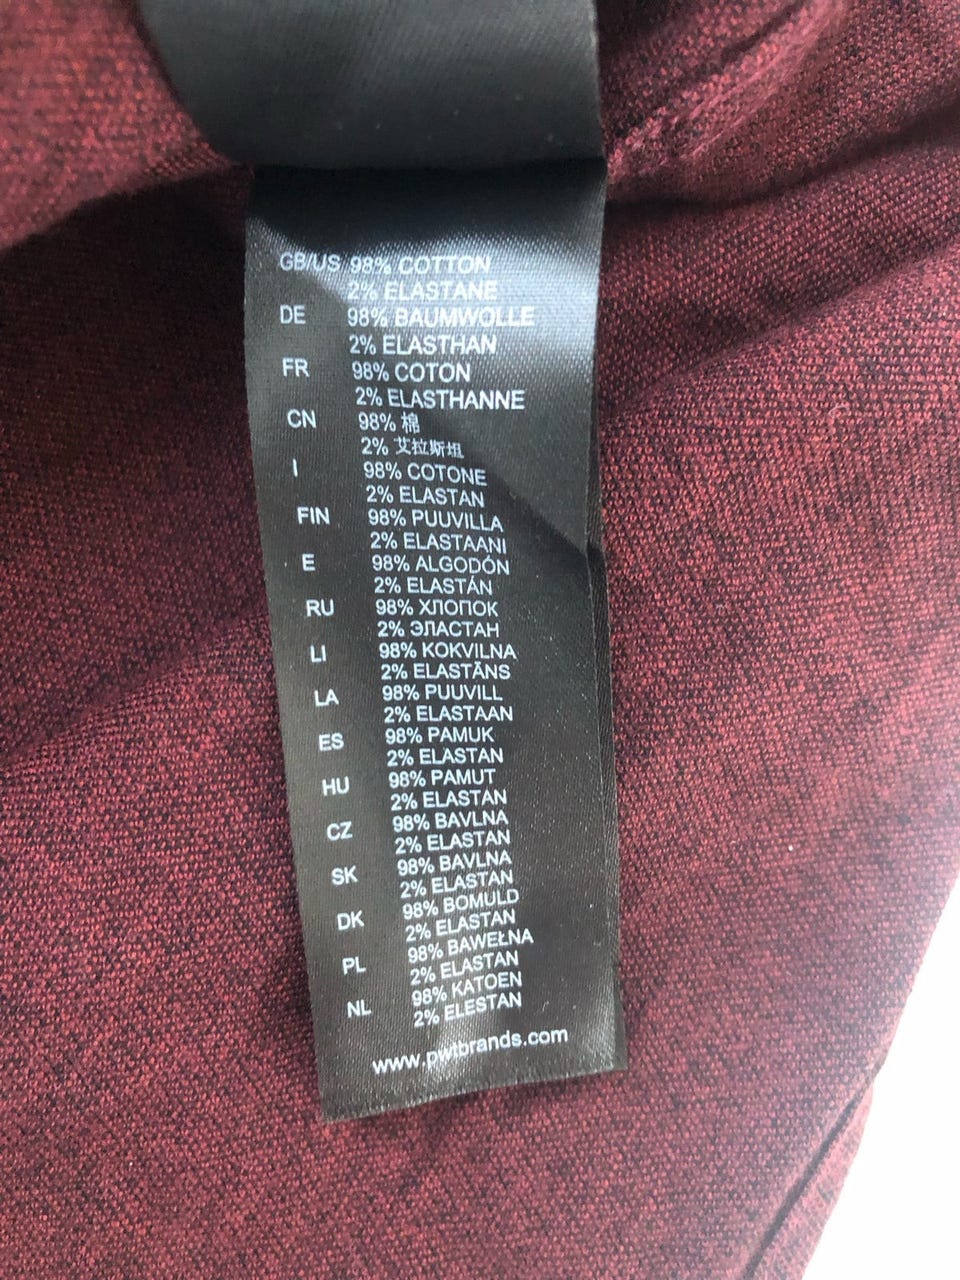 GB/US 98% COTTON
2% ELASTANE
DE 98% BAUMWOLLE
2% ELASTHAN
FR 98% COTON
2% ELASTHANNE
CN 98% 棉
2% 艾拉斯坦
I 98% COTONE
2% ELASTAN
FIN 98% PUUVILLA
2% ELASTAANI
E 98% ALGODÓN
2% ELASTÁN
RU 98% ХЛОПОК
2% ЭЛАСТАН
LI 98% KOKVILNA
2% ELASTĀNS
LA 98% PUUVILL
2% ELASTAAN
ES 98% PAMUK
2% ELASTAN
HU 98% PAMUT
2% ELASTAN
CZ 98% BAVLNA
2% ELASTAN
SK 98% BAVLNA
2% ELASTAN
DK 98% BOMULD
2% ELASTAN
PL 98% BAWEŁNA
2% ELASTAN
NL 98% KATOEN
2% ELESTAN
www.pwtbrands.com